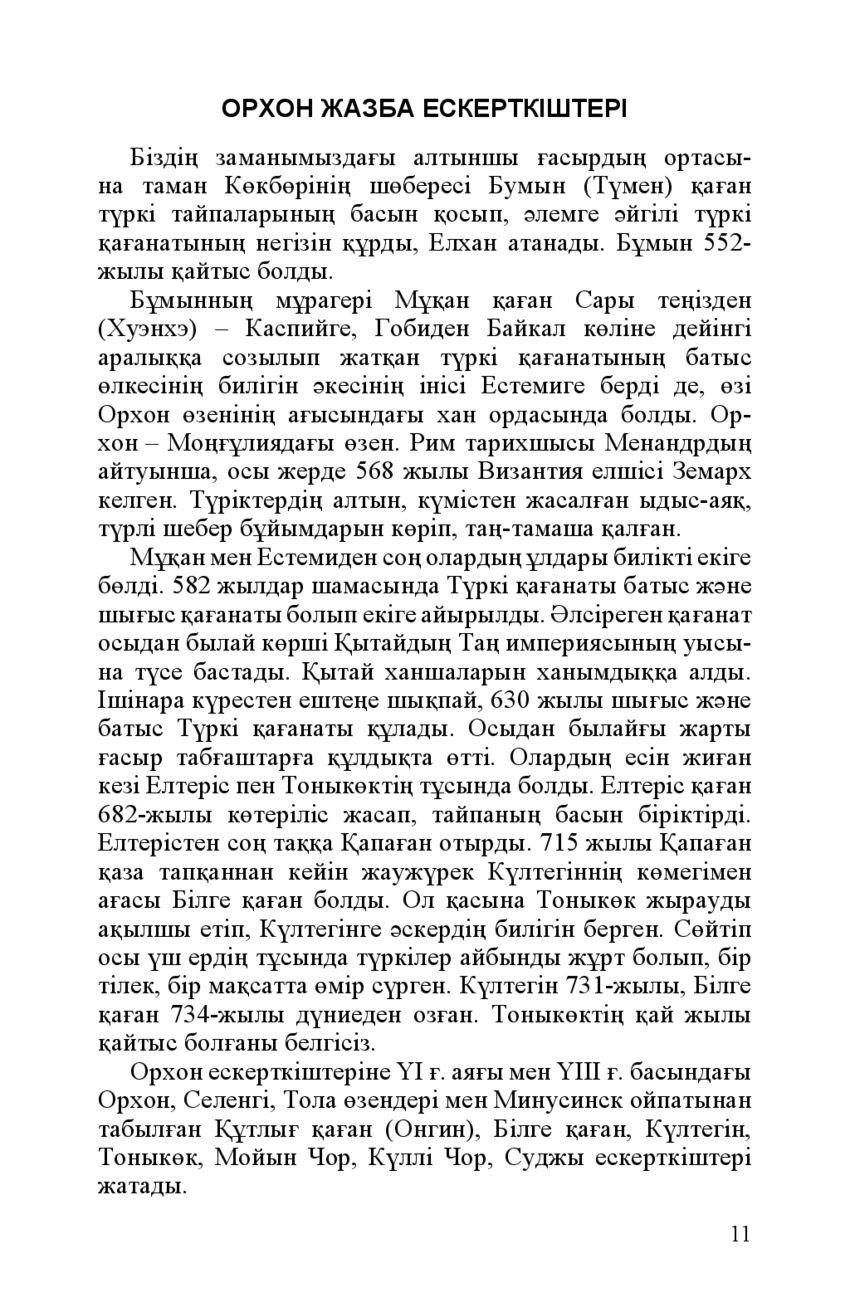 ОРХОН ЖАЗБА ЕСКЕРТКІШТЕРІ
Біздің заманымыздағы алтыншы ғасырдың ортасы-
на таман Көкбөрінің шөбересі Бумын (Түмен) қаған
түркі тайпаларының басын қосып, әлемге әйгілі түркі
қағанатының негізін құрды, Елхан атанады. Бұмын 552-
жылы қайтыс болды.
Бұмынның мұрагері Мұқан қаған Сары теңізден
(Хуэнхэ) – Каспийге, Гобиден Байкал көліне дейінгі
аралыққа созылып жатқан түркі қағанатының батыс
өлкесінің билігін әкесінің інісі Естемиге берді де, өзі
Орхон өзенінің ағысындағы хан ордасында болды. Ор-
хон – Моңғұлиядағы өзен. Рим тарихшысы Менандрдың
айтуынша, осы жерде 568 жылы Византия елшісі Земарх
келген. Түріктердің алтын, күмістен жасалған ыдыс-аяқ,
түрлі шебер бұйымдарын көріп, таң-тамаша қалған.
Мұқан мен Естемиден соң олардың ұлдары билікті екіге
бөлді. 582 жылдар шамасында Түркі қағанаты батыс және
шығыс қағанаты болып екіге айырылды. Әлсіреген қағанат
осыдан былай көрші Қытайдың Таң империясының уысы-
на түсе бастады. Қытай ханшаларын ханымдыққа алды.
Ішінара күрестен ештеңе шықпай, 630 жылы шығыс және
батыс Түркі қағанаты құлады. Осыдан былайғы жарты
ғасыр табғаштарға құлдықта өтті. Олардың есін жиған
кезі Елтеріс пен Тоныкөктің тұсында болды. Елтеріс қаған
682-жылы көтеріліс жасап, тайпаның басын біріктірді.
Елтерістен соң таққа Қапаған отырды. 715 жылы Қапаған
қаза тапқаннан кейін жаужүрек Күлтегіннің көмегімен
ағасы Білге қаған болды. Ол қасына Тоныкөк жырауды
ақылшы етіп, Күлтегінге әскердің билігін берген. Сөйтіп
осы үш ердің тұсында түркілер айбынды жұрт болып, бір
тілек, бір мақсатта өмір сүрген. Күлтегін 731-жылы, Білге
қаған 734-жылы дүниеден озған. Тоныкөктің қай жылы
қайтыс болғаны белгісіз.
Орхон ескерткіштеріне ҮІ ғ. аяғы мен ҮІІІ ғ. басындағы
Орхон, Селенгі, Тола өзендері мен Минусинск ойпатынан
табылған Құтлығ қаған (Онгин), Білге қаған, Күлтегін,
Тоныкөк, Мойын Чор, Күллі Чор, Суджы ескерткіштері
жатады.
11